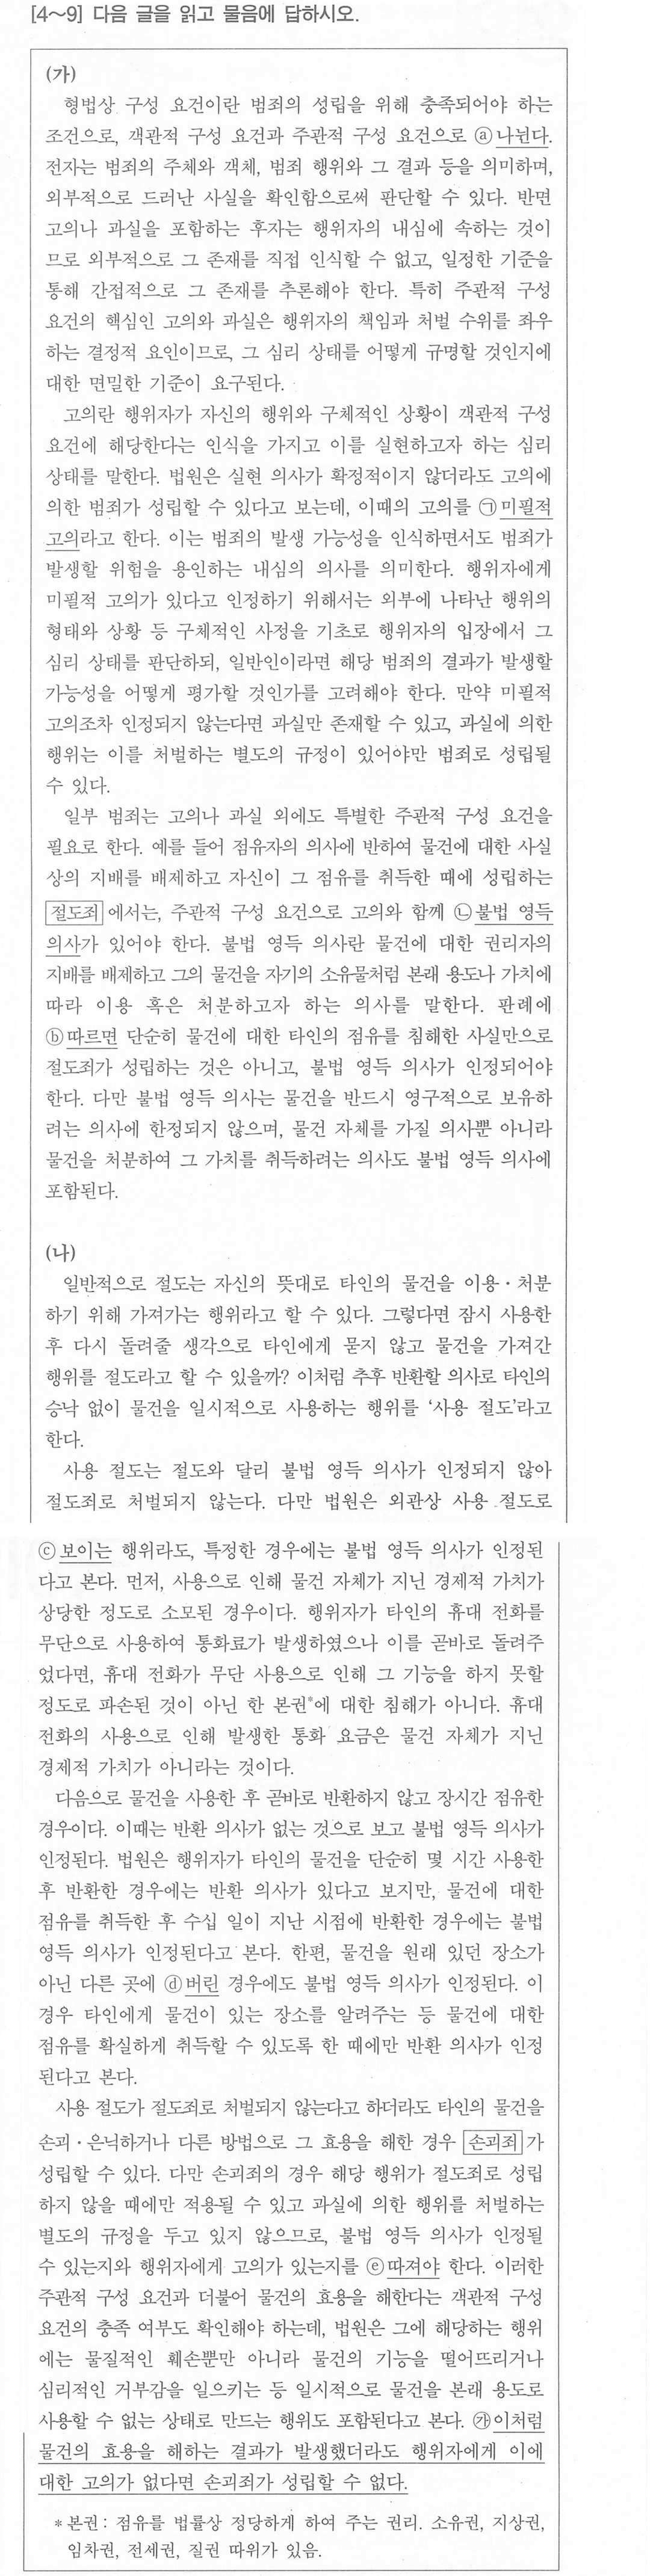 [4～9] 다음 글을 읽고 물음에 답하시오.
(가)
형법상 구성 요건이란 범죄의 성립을 위해 충족되어야 하는
조건으로, 객관적 구성 요건과 주관적 구성 요건으로 ⓐ나뉜다.
전자는 범죄의 주체와 객체, 범죄 행위와 그 결과 등을 의미하며,
외부적으로 드러난 사실을 확인함으로써 판단할 수 있다. 반면
고의나 과실을 포함하는 후자는 행위자의 내심에 속하는 것이
므로 외부적으로 그 존재를 직접 인식할 수 없고, 일정한 기준을
통해 간접적으로 그 존재를 추론해야 한다. 특히 주관적 구성
요건의 핵심인 고의와 과실은 행위자의 책임과 처벌 수위를 좌우
하는 결정적 요인이므로, 그 심리 상태를 어떻게 규명할 것인지에
대한 면밀한 기준이 요구된다.
고의란 행위자가 자신의 행위와 구체적인 상황이 객관적 구성
요건에 해당한다는 인식을 가지고 이를 실현하고자 하는 심리
상태를 말한다. 법원은 실현 의사가 확정적이지 않더라도 고의에
의한 범죄가 성립할 수 있다고 보는데, 이때의 고의를 ㉠미필적
고의라고 한다. 이는 범죄의 발생 가능성을 인식하면서도 범죄가
발생할 위험을 용인하는 내심의 의사를 의미한다. 행위자에게
미필적 고의가 있다고 인정하기 위해서는 외부에 나타난 행위의
형태와 상황 등 구체적인 사정을 기초로 행위자의 입장에서 그
심리 상태를 판단하되, 일반인이라면 해당 범죄의 결과가 발생할
가능성을 어떻게 평가할 것인가를 고려해야 한다. 만약 미필적
고의조차 인정되지 않는다면 과실만 존재할 수 있고, 과실에 의한
행위는 이를 처벌하는 별도의 규정이 있어야만 범죄로 성립될
수 있다.
일부 범죄는 고의나 과실 외에도 특별한 주관적 구성 요건을
필요로 한다. 예를 들어 점유자의 의사에 반하여 물건에 대한 사실
상의 지배를 배제하고 자신이 그 점유를 취득한 때에 성립하는
절도죄에서는, 주관적 구성 요건으로 고의와 함께 ㉡불법 영득
의사가 있어야 한다. 불법 영득 의사란 물건에 대한 권리자의
지배를 배제하고 그의 물건을 자기의 소유물처럼 본래 용도나 가치에
따라 이용 혹은 처분하고자 하는 의사를 말한다. 판례에
ⓑ따르면 단순히 물건에 대한 타인의 점유를 침해한 사실만으로
절도죄가 성립하는 것은 아니고, 불법 영득 의사가 인정되어야
한다. 다만 불법 영득 의사는 물건을 반드시 영구적으로 보유하
려는 의사에 한정되지 않으며, 물건 자체를 가질 의사뿐 아니라
물건을 처분하여 그 가치를 취득하려는 의사도 불법 영득 의사에
포함된다.
(나)
일반적으로 절도는 자신의 뜻대로 타인의 물건을 이용·처분
하기 위해 가져가는 행위라고 할 수 있다. 그렇다면 잠시 사용한
후 다시 돌려줄 생각으로 타인에게 묻지 않고 물건을 가져간
행위를 절도라고 할 수 있을까? 이처럼 추후 반환할 의사로 타인의
승낙 없이 물건을 일시적으로 사용하는 행위를 ‘사용 절도’라고
한다.
사용 절도는 절도와 달리 불법 영득 의사가 인정되지 않아
절도죄로 처벌되지 않는다. 다만 법원은 외관상 사용 절도로
ⓒ보이는 행위라도, 특정한 경우에는 불법 영득 의사가 인정된
다고 본다. 먼저, 사용으로 인해 물건 자체가 지닌 경제적 가치가
상당한 정도로 소모된 경우이다. 행위자가 타인의 휴대 전화를
무단으로 사용하여 통화료가 발생하였으나 이를 곧바로 돌려주
었다면, 휴대 전화가 무단 사용으로 인해 그 기능을 하지 못할
정도로 파손된 것이 아닌 한 본권*에 대한 침해가 아니다. 휴대
전화의 사용으로 인해 발생한 통화 요금은 물건 자체가 지닌
경제적 가치가 아니라는 것이다.
다음으로 물건을 사용한 후 곧바로 반환하지 않고 장시간 점유한
경우이다. 이때는 반환 의사가 없는 것으로 보고 불법 영득 의사가
인정된다. 법원은 행위자가 타인의 물건을 단순히 몇 시간 사용한
후 반환한 경우에는 반환 의사가 있다고 보지만, 물건에 대한
점유를 취득한 후 수십 일이 지난 시점에 반환한 경우에는 불법
영득 의사가 인정된다고 본다. 한편, 물건을 원래 있던 장소가
아닌 다른 곳에 ⓓ버린 경우에도 불법 영득 의사가 인정된다. 이
경우 타인에게 물건이 있는 장소를 알려주는 등 물건에 대한
점유를 확실하게 취득할 수 있도록 한 때에만 반환 의사가 인정
된다고 본다.
사용 절도가 절도죄로 처벌되지 않는다고 하더라도 타인의 물건을
손괴·은닉하거나 다른 방법으로 그 효용을 해한 경우 손괴죄가
성립할 수 있다. 다만 손괴죄의 경우 해당 행위가 절도죄로 성립
하지 않을 때에만 적용될 수 있고 과실에 의한 행위를 처벌하는
별도의 규정을 두고 있지 않으므로, 불법 영득 의사가 인정될
수 있는지와 행위자에게 고의가 있는지를 ⓔ따져야 한다. 이러한
주관적 구성 요건과 더불어 물건의 효용을 해한다는 객관적 구성
요건의 충족 여부도 확인해야 하는데, 법원은 그에 해당하는 행위
에는 물질적인 훼손뿐만 아니라 물건의 기능을 떨어뜨리거나
심리적인 거부감을 일으키는 등 일시적으로 물건을 본래 용도로
사용할 수 없는 상태로 만드는 행위도 포함된다고 본다. ㉮이처럼
물건의 효용을 해하는 결과가 발생했더라도 행위자에게 이에
대한 고의가 없다면 손괴죄가 성립할 수 없다.
* 본권: 점유를 법률상 정당하게 하여 주는 권리. 소유권, 지상권,
임차권, 전세권, 질권 따위가 있음.